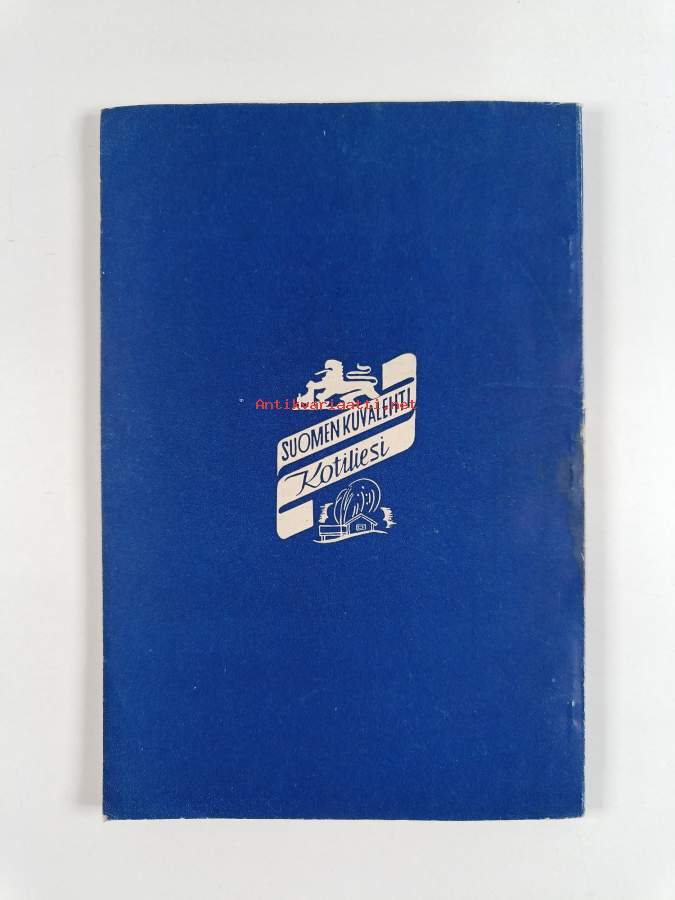 Antikvariaatti.net
SUOMEN KUVALEHTI
Kotiliesi